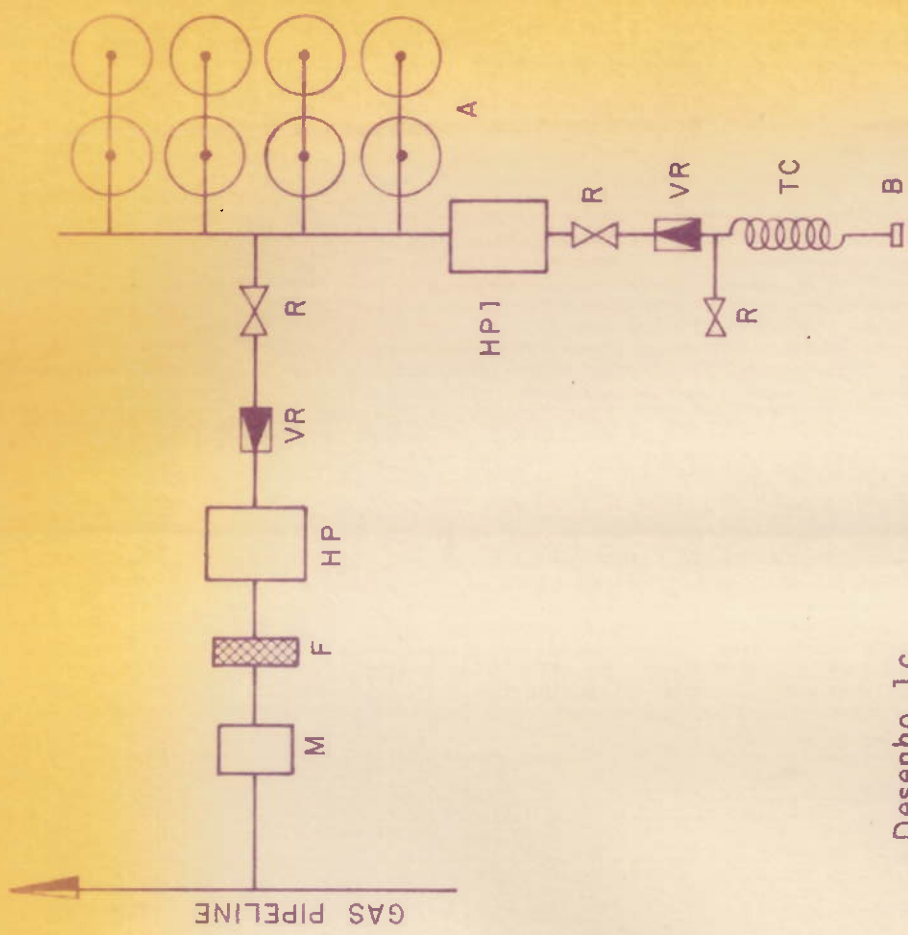 GAS PIPELINE
M
F
HP
VR
R
A
HP1
R
VR
R
TC
B
Desenho 1c